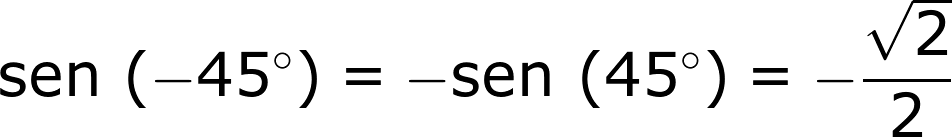 sen (−45°) = −sen (45°) = −√2/2